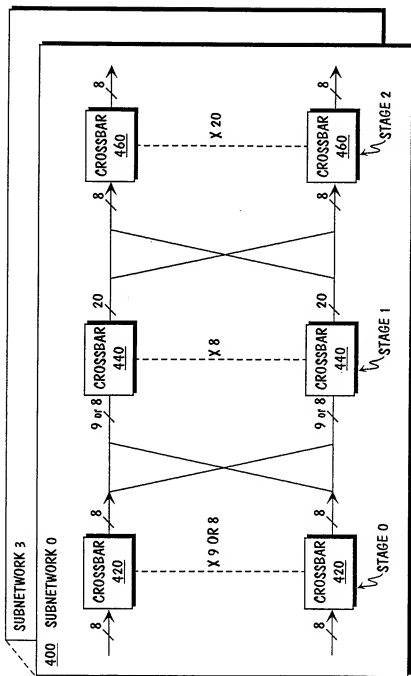 SUBNETWORK 3
400 SUBNETWORK 0
8
CROSSBAR
420
8
9 or 8
CROSSBAR
440
20
8
CROSSBAR
460
8
X 9 OR 8
X 8
X 20
8
CROSSBAR
420
8
9 or 8
CROSSBAR
440
20
8
CROSSBAR
460
8
STAGE 0
STAGE 1
STAGE 2